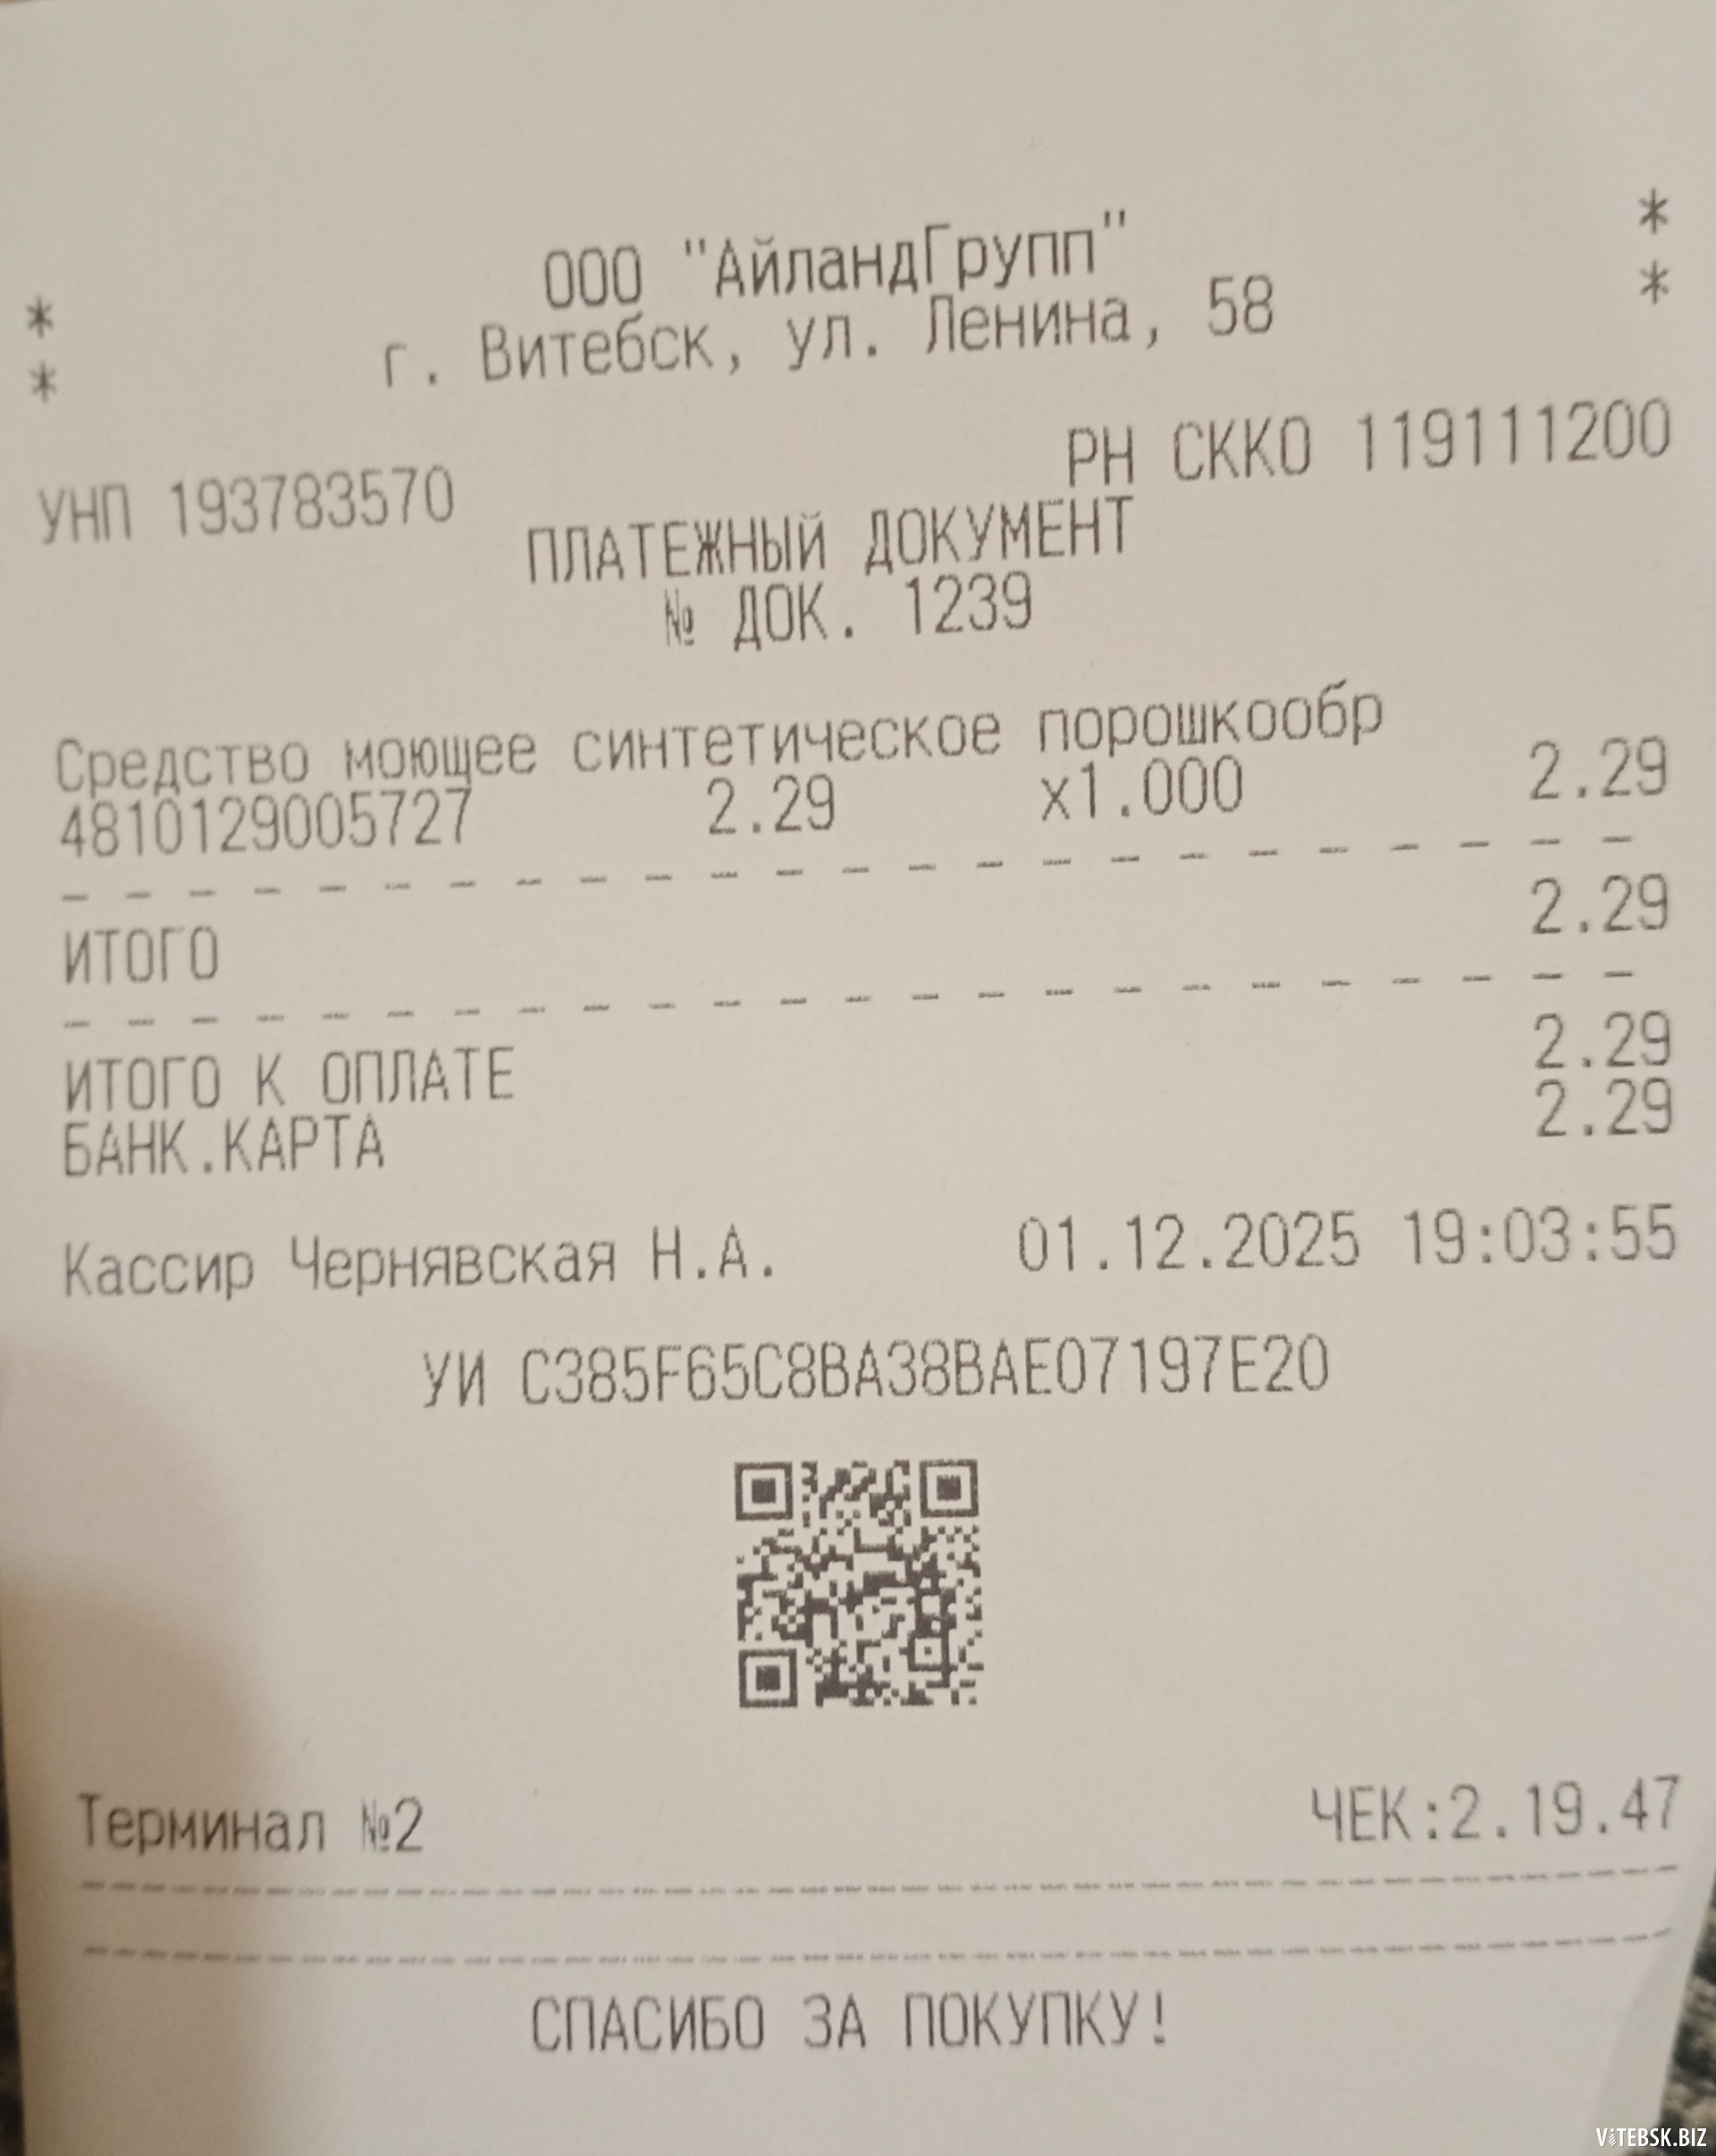 ООО "АйландГрупп" *
* г. Витебск, ул. Ленина, 58 *
*
УНП 193783570 РН СККО 119111200
ПЛАТЕЖНЫЙ ДОКУМЕНТ
№ ДОК. 1239
Средство моющее синтетическое порошкообр
4810129005727 2.29 x1.000 2.29
ИТОГО 2.29
ИТОГО К ОПЛАТЕ 2.29
БАНК.КАРТА 2.29
Кассир Чернявская Н.А. 01.12.2025 19:03:55
УИ C385F65C8BA38BAE07197E20
Терминал №2 ЧЕК:2.19.47
СПАСИБО ЗА ПОКУПКУ!
ViTEBSK.BIZ